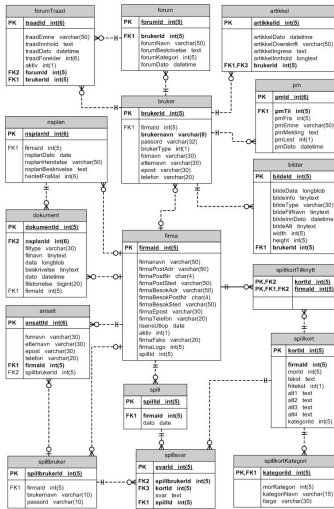 forumTraad
PK traadId int(6)
traadEmne varchar(50)
traadInnhold text
traadDato datetime
traadForelder int(6)
aktiv int(1)
FK2 forumId int(5)
FK1 brukerId int(5)
forum
PK forumId int(5)
FK1 brukerId int(5)
forumNavn varchar(50)
forumBeskrivelse text
forumKategori int(5)
forumDato datetime
artikkel
PK artikkelId int(5)
artikkelDato datetime
artikkelOverskrift varchar(50)
artikkelIngress text
artikkelInnhold longtext
FK1,FK3 brukerId int(5)
bruker
PK brukerId int(5)
FK1 firmaId int(5)
brukernavn varchar(8)
passord varchar(32)
brukerType int(1)
fornavn varchar(30)
etternavn varchar(30)
epost varchar(30)
telefon varchar(20)
pm
PK pmId int(6)
FK1 pmTil int(5)
pmFra int(5)
pmEmne varchar(50)
pmMelding text
pmLest int(1)
pmDato datetime
nsplan
PK nsplanId int(6)
FK1 firmaId int(5)
nsplanDato date
nsplanHendelse varchar(50)
nsplanBeskrivelse text
hentetFraMal int(6)
bilder
PK bildeId int(5)
bildeData longblob
bildeInfo tinytext
bildeType varchar(30)
bildeFilNavn tinytext
bildeInnDato datetime
bildeAlt tinytext
width int(5)
height int(5)
FK1 brukerId int(5)
dokument
PK dokumentId int(5)
FK2 nsplanId int(6)
filtype varchar(30)
filnavn tinytext
data longblob
beskrivelse tinytext
dato datetime
filstorrelse bigint(20)
FK1 firmaId int(5)
firma
PK firmaId int(5)
firmanavn varchar(50)
firmaPostAdr varchar(50)
firmaPostNr char(4)
firmaPostSted varchar(50)
firmaBesokAdr varchar(50)
firmaBesokPostNr char(4)
firmaBesokSted varchar(50)
firmaEpost varchar(30)
firmaTelefon varchar(20)
lisensUtlop date
aktiv int(1)
firmaFaks varchar(20)
firmaLogo int(5)
spillId int(5)
spillkortTilknytt
PK,FK2 kortId int(5)
PK,FK1,FK2 firmaId int(5)
ansatt
PK ansattId int(6)
fornavn varchar(30)
etternavn varchar(30)
epost varchar(30)
telefon varchar(20)
FK1 firmaId int(5)
FK2 spillbrukerId int(5)
spillkort
PK kortId int(5)
firmaId int(5)
morId int(5)
tekst text
fritekst int(1)
alt1 text
alt2 text
alt3 text
alt4 text
kategoriId int(5)
spill
PK spillId int(5)
FK1 firmaId int(5)
dato date
spillbruker
PK spillbrukerId int(5)
FK1 firmaId int(5)
brukernavn varchar(10)
passord varchar(10)
spillsvar
PK svarId int(5)
FK2 spillbrukerId int(5)
FK3 kortId int(5)
svar text
FK1 spillId int(5)
spillkortKategori
PK,FK1 kategoriId int(5)
morKategori int(5)
kategoriNavn varchar(15)
farge varchar(30)